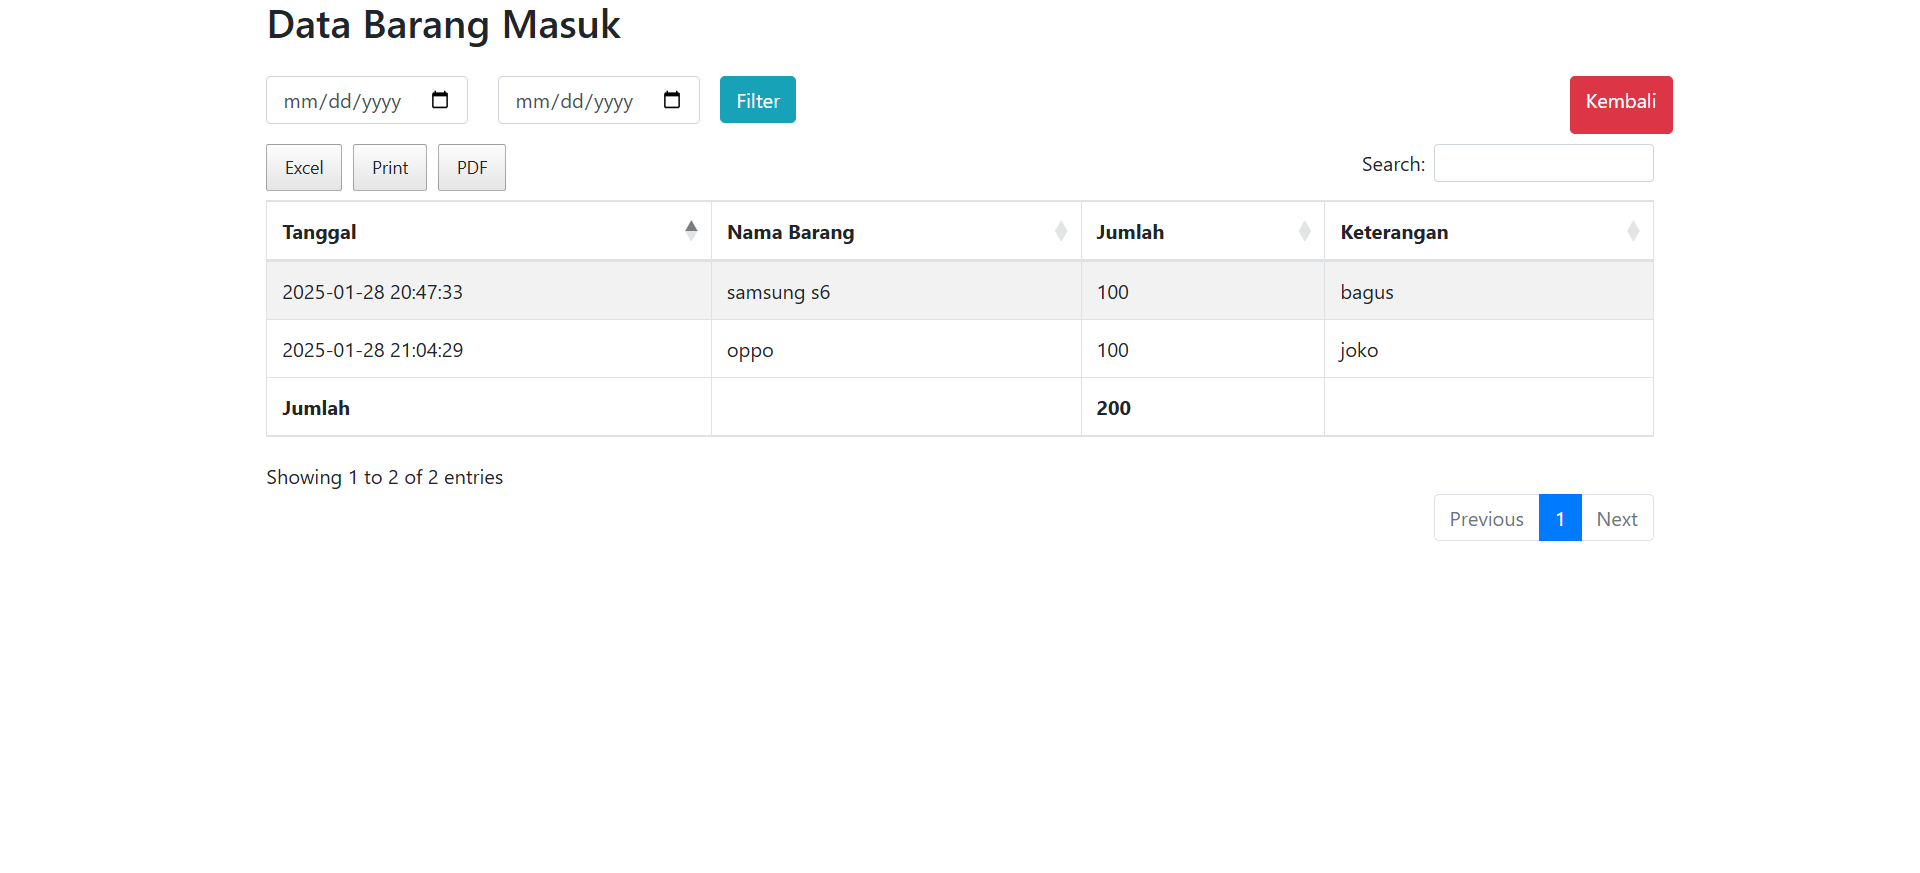 Data Barang Masuk
mm/dd/yyyy mm/dd/yyyy Filter Kembali
Excel Print PDF Search:
Tanggal Nama Barang Jumlah Keterangan
2025-01-28 20:47:33 samsung s6 100 bagus
2025-01-28 21:04:29 oppo 100 joko
Jumlah 200
Showing 1 to 2 of 2 entries
Previous 1 Next